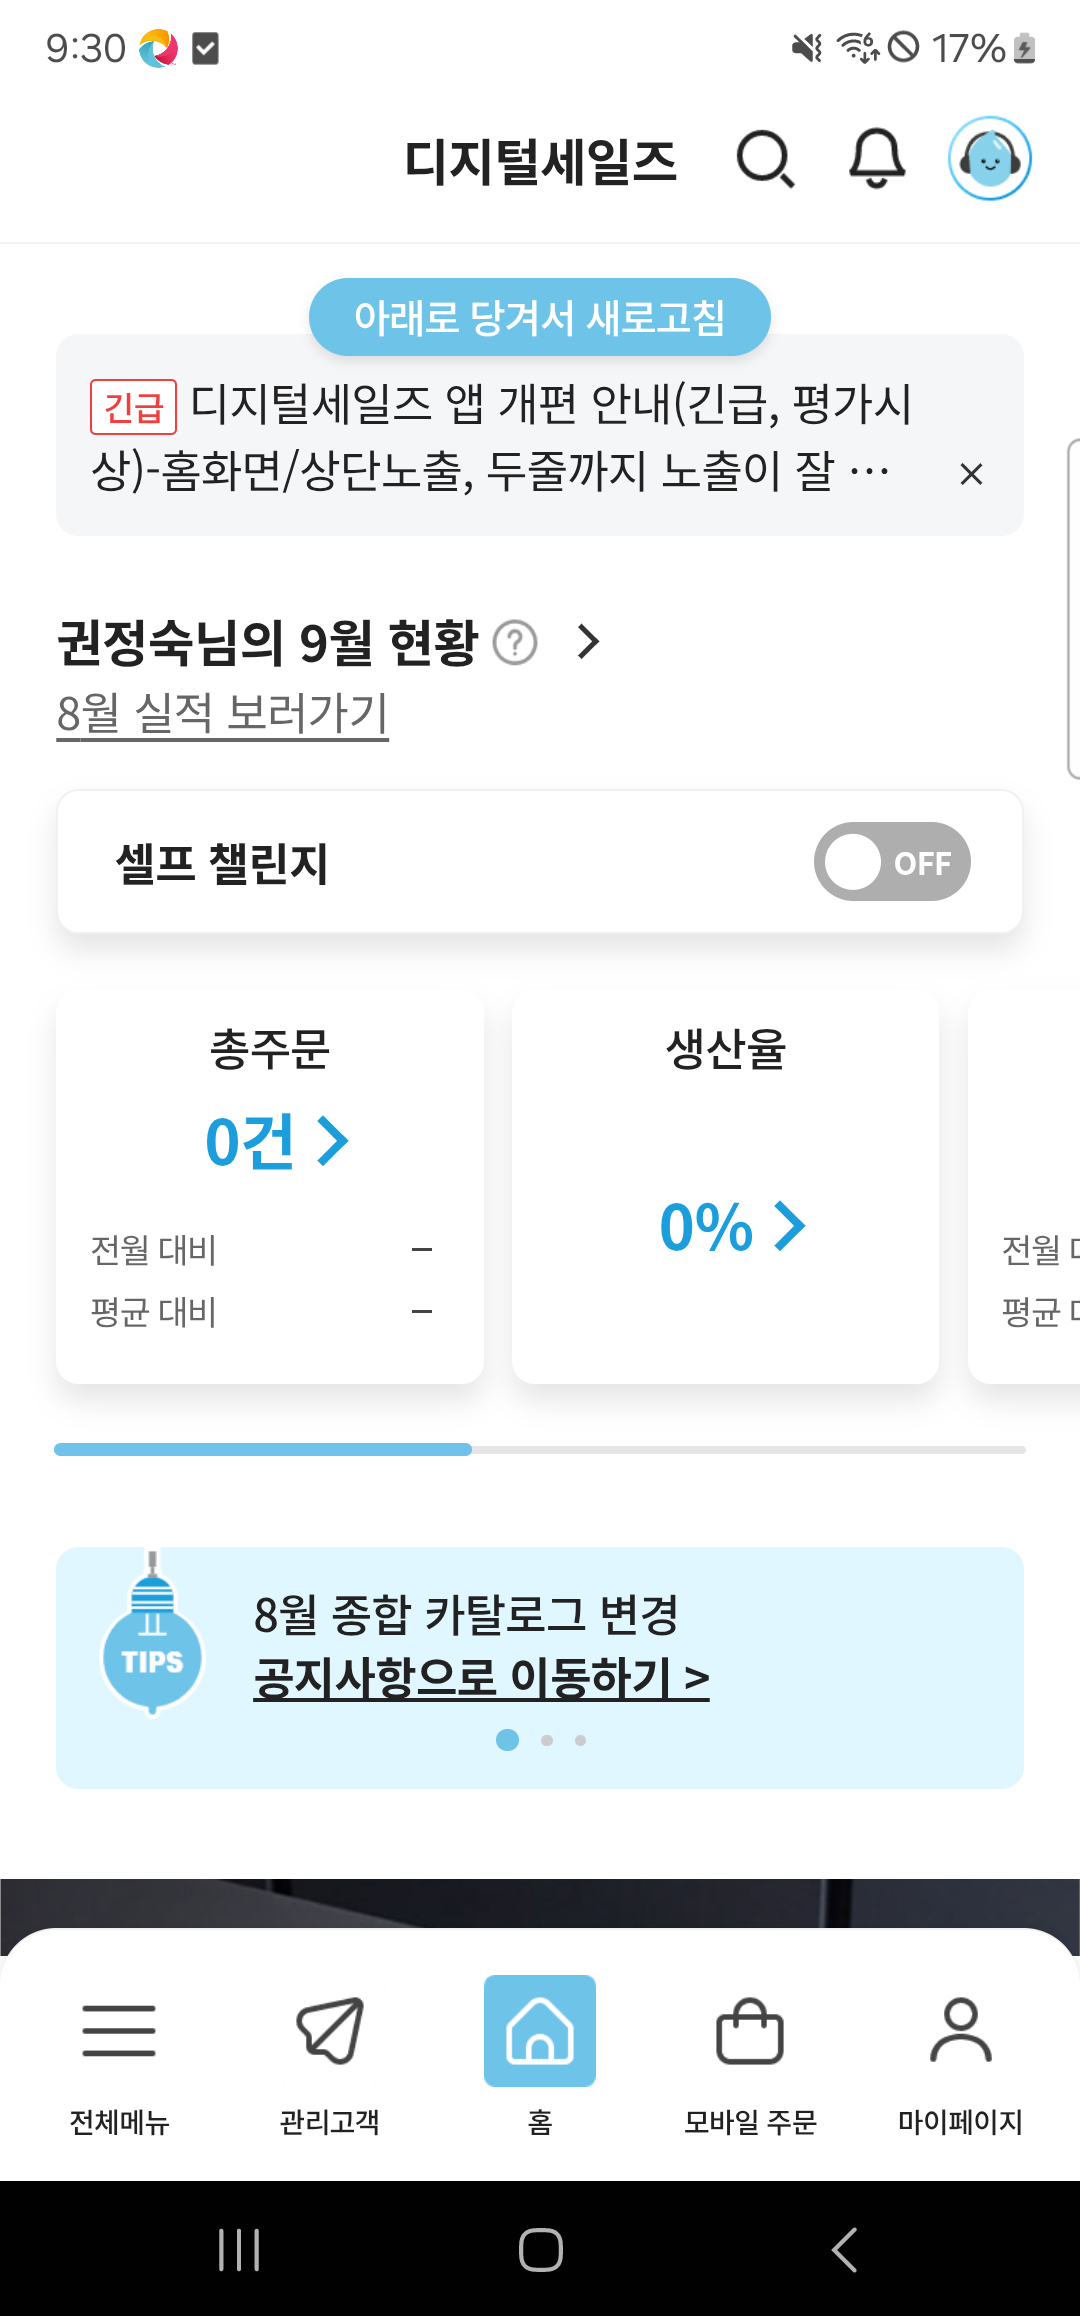 9:30
17%
디지털세일즈
아래로 당겨서 새로고침
긴급 디지털세일즈 앱 개편 안내(긴급, 평가시
상)-홈화면/상단노출, 두줄까지 노출이 잘 …
권정숙님의 9월 현황 ?
8월 실적 보러가기
셀프 챌린지
OFF
총주문
0건
전월 대비 –
평균 대비 –
생산율
0%
전월
평균
TIPS
8월 종합 카탈로그 변경
공지사항으로 이동하기 >
전체메뉴
관리고객
홈
모바일 주문
마이페이지